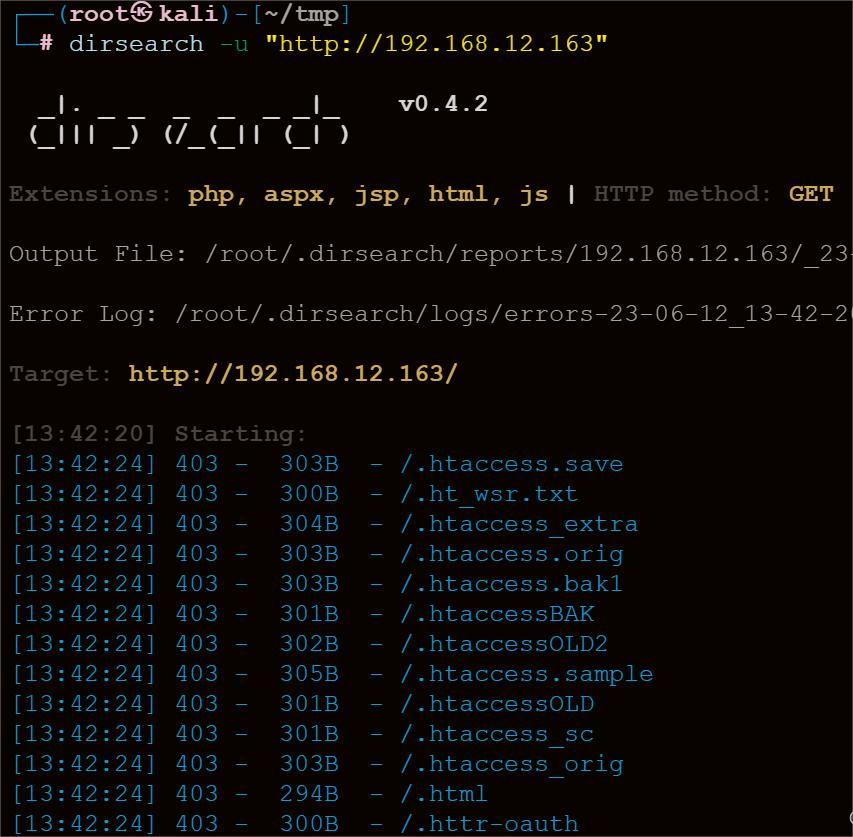 (root㉿kali)-[~/tmp]
# dirsearch -u "http://192.168.12.163"
v0.4.2
Extensions: php, aspx, jsp, html, js | HTTP method: GET
Output File: /root/.dirsearch/reports/192.168.12.163/_23-
Error Log: /root/.dirsearch/logs/errors-23-06-12_13-42-20
Target: http://192.168.12.163/
[13:42:20] Starting:
[13:42:24] 403 -  303B  - /.htaccess.save
[13:42:24] 403 -  300B  - /.ht_wsr.txt
[13:42:24] 403 -  304B  - /.htaccess_extra
[13:42:24] 403 -  303B  - /.htaccess.orig
[13:42:24] 403 -  303B  - /.htaccess.bak1
[13:42:24] 403 -  301B  - /.htaccessBAK
[13:42:24] 403 -  302B  - /.htaccessOLD2
[13:42:24] 403 -  305B  - /.htaccess.sample
[13:42:24] 403 -  301B  - /.htaccessOLD
[13:42:24] 403 -  301B  - /.htaccess_sc
[13:42:24] 403 -  303B  - /.htaccess_orig
[13:42:24] 403 -  294B  - /.html
[13:42:24] 403 -  300B  - /.httr-oauth